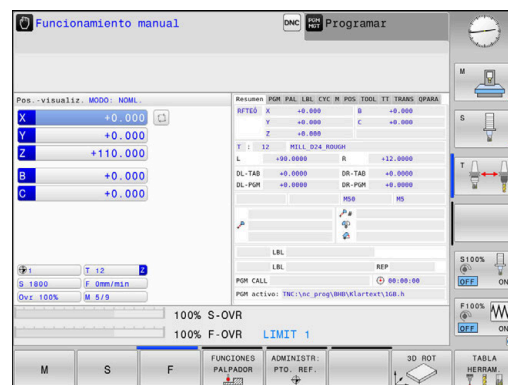 Funcionamiento manual
DNC
PGM MGT
Programar
Pos.-visualiz. MODO: NOML.
X +0.000
Y +0.000
Z +110.000
B +0.000
C +0.000
1 T 12 Z
S 1800 F 0mm/min
Ovr 100% M 5/9
Resumen PGM PAL LBL CYC M POS TOOL TT TRANS QPARA
RFTEÓ X +0.000 B +0.000
Y +0.000 C +0.000
Z +0.000
T : 12 MILL_D24_ROUGH
L +90.0000 R +12.0000
DL-TAB +0.0000 DR-TAB +0.0000
DL-PGM +0.0000 DR-PGM +0.0000
M50 M5
LBL
LBL REP
PGM CALL 00:00:00
PGM activo: TNC:\nc_prog\BHB\Klartext\1GB.h
100% S-OVR
100% F-OVR LIMIT 1
M
S
T
S100%
OFF ON
F100%
OFF ON
M
S
F
FUNCIONES PALPADOR
ADMINISTR. PTO. REF.
3D ROT
TABLA HERRAM.